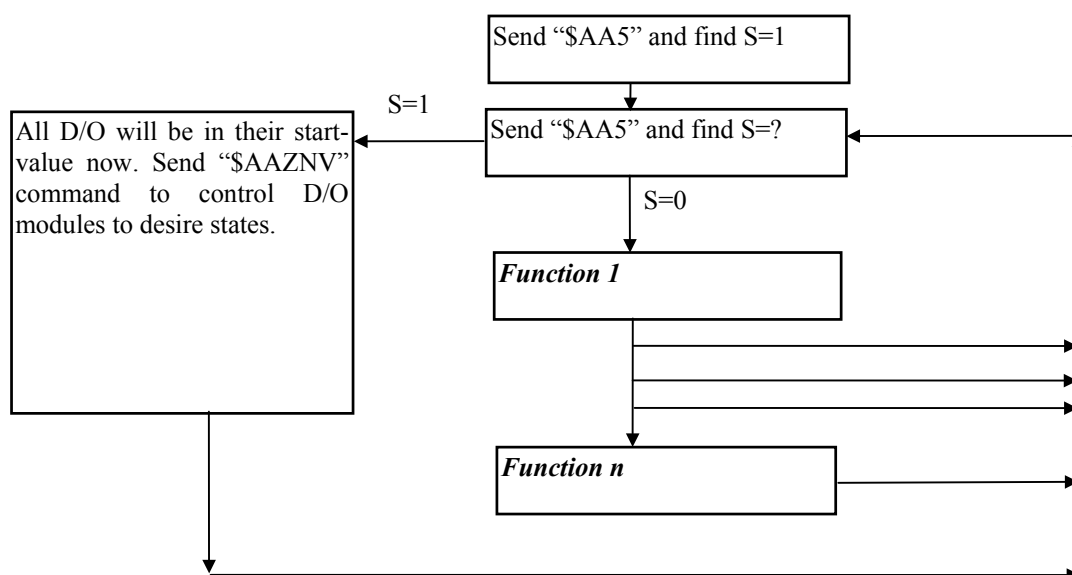 Send “$AA5” and find S=1
S=1
Send “$AA5” and find S=?
All D/O will be in their start-
value now. Send “$AAZNV”
command to control D/O
modules to desire states.
S=0
Function 1
Function n